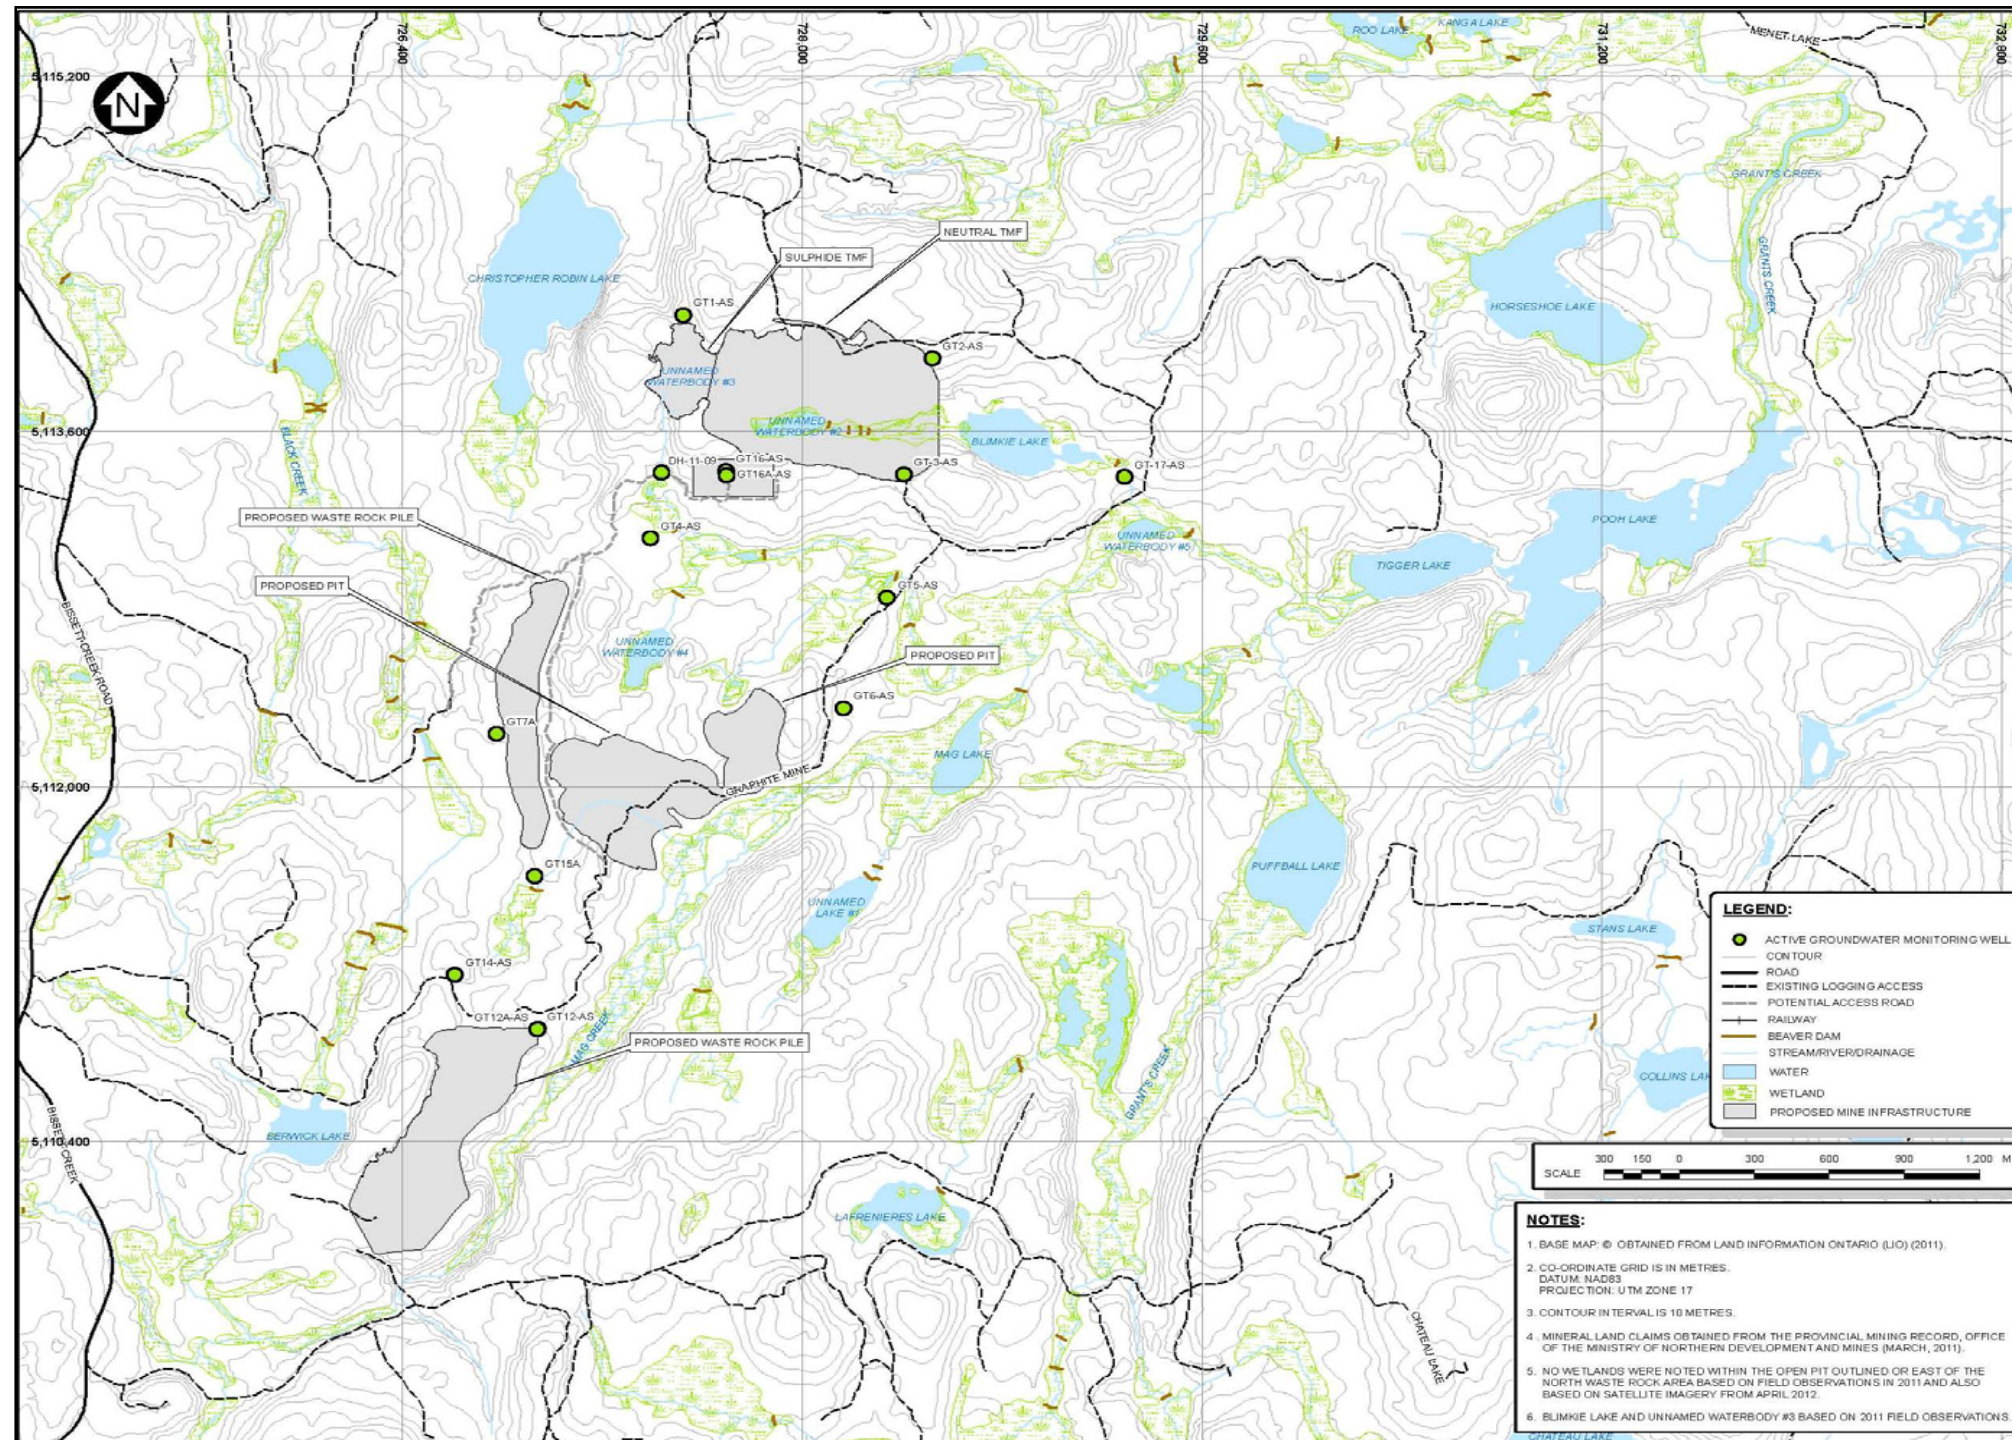 726,400
728,000
729,600
731,200
732,800
ROO LAKE
KANGA LAKE
MENET LAKE
5,115,200
N
GRANT'S CREEK
NEUTRAL TMF
SULPHIDE TMF
CHRISTOPHER ROBIN LAKE
GRANTS CREEK
GT1-AS
HORSESHOE LAKE
GT2-AS
UNNAMED
WATERBODY #3
5,113,600
UNNAMED
WATERBODY #2
BLIMKIE LAKE
BLACK CREEK
DH-11-09
GT16-AS
GT16A-AS
GT-3-AS
GT-17-AS
PROPOSED WASTE ROCK PILE
POOH LAKE
GT4-AS
UNNAMED
WATERBODY #5
TIGGER LAKE
PROPOSED PIT
GT5-AS
BISSETT CREEK ROAD
UNNAMED
WATERBODY #4
PROPOSED PIT
GT6-AS
GT7A
MAG LAKE
GRAPHITE MINE
5,112,000
GT15A
PUFFBALL LAKE
UNNAMED
LAKE #1
STANS LAKE
GT14-AS
GT12A-AS
GT12-AS
MAG CREEK
PROPOSED WASTE ROCK PILE
GRANT'S CREEK
COLLINS LAK
BERWICK LAKE
5,110,400
BISSETT CREEK
LAFRENIERES LAKE
CHATEAU LAKE
LEGEND:
ACTIVE GROUNDWATER MONITORING WELL
CONTOUR
ROAD
EXISTING LOGGING ACCESS
POTENTIAL ACCESS ROAD
RAILWAY
BEAVER DAM
STREAM/RIVER/DRAINAGE
WATER
WETLAND
PROPOSED MINE INFRASTRUCTURE
SCALE 300 150 0 300 600 900 1,200 M
NOTES:
1. BASE MAP: © OBTAINED FROM LAND INFORMATION ONTARIO (LIO) (2011).
2. CO-ORDINATE GRID IS IN METRES.
DATUM: NAD83
PROJECTION: UTM ZONE 17
3. CONTOUR INTERVAL IS 10 METRES.
4. MINERAL LAND CLAIMS OBTAINED FROM THE PROVINCIAL MINING RECORD, OFFICE
OF THE MINISTRY OF NORTHERN DEVELOPMENT AND MINES (MARCH, 2011).
5. NO WETLANDS WERE NOTED WITHIN THE OPEN PIT OUTLINED OR EAST OF THE
NORTH WASTE ROCK AREA BASED ON FIELD OBSERVATIONS IN 2011 AND ALSO
BASED ON SATELLITE IMAGERY FROM APRIL 2012.
6. BLIMKIE LAKE AND UNNAMED WATERBODY #3 BASED ON 2011 FIELD OBSERVATIONS
CHATEAU LAKE